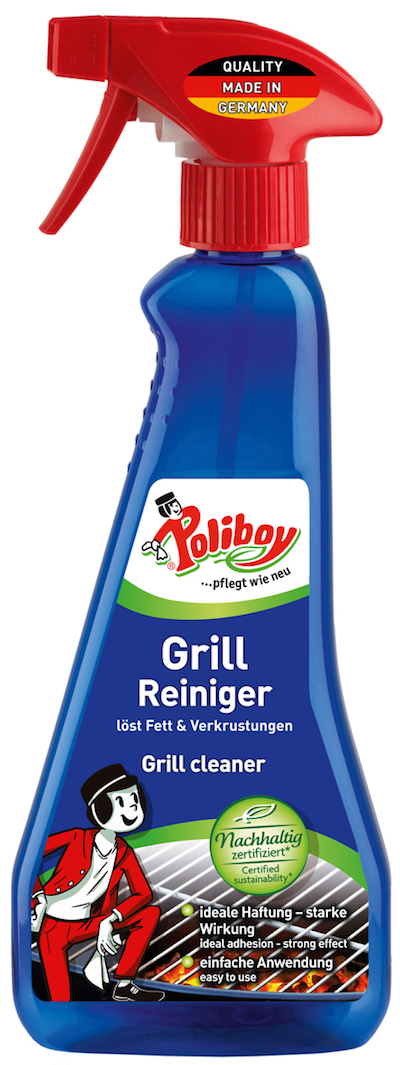 QUALITY
MADE IN
GERMANY
Poliboy
®
...pflegt wie neu
Grill
Reiniger
löst Fett & Verkrustungen
Grill cleaner
Nachhaltig
zertifiziert*
Certified
sustainability*
ideale Haftung – starke
Wirkung
ideal adhesion - strong effect
einfache Anwendung
easy to use